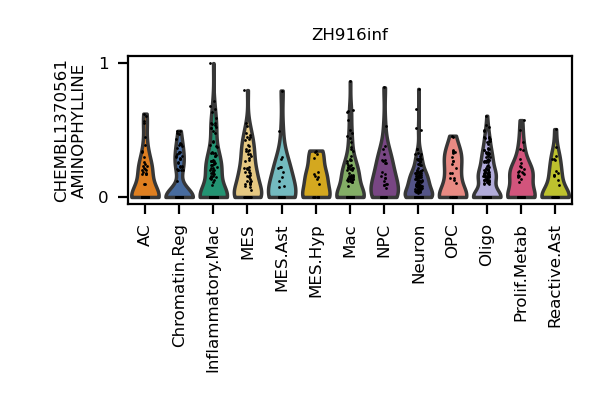 ZH916inf
CHEMBL1370561
AMINOPHYLLINE
1
0
AC
Chromatin.Reg
Inflammatory.Mac
MES
MES.Ast
MES.Hyp
Mac
NPC
Neuron
OPC
Oligo
Prolif.Metab
Reactive.Ast